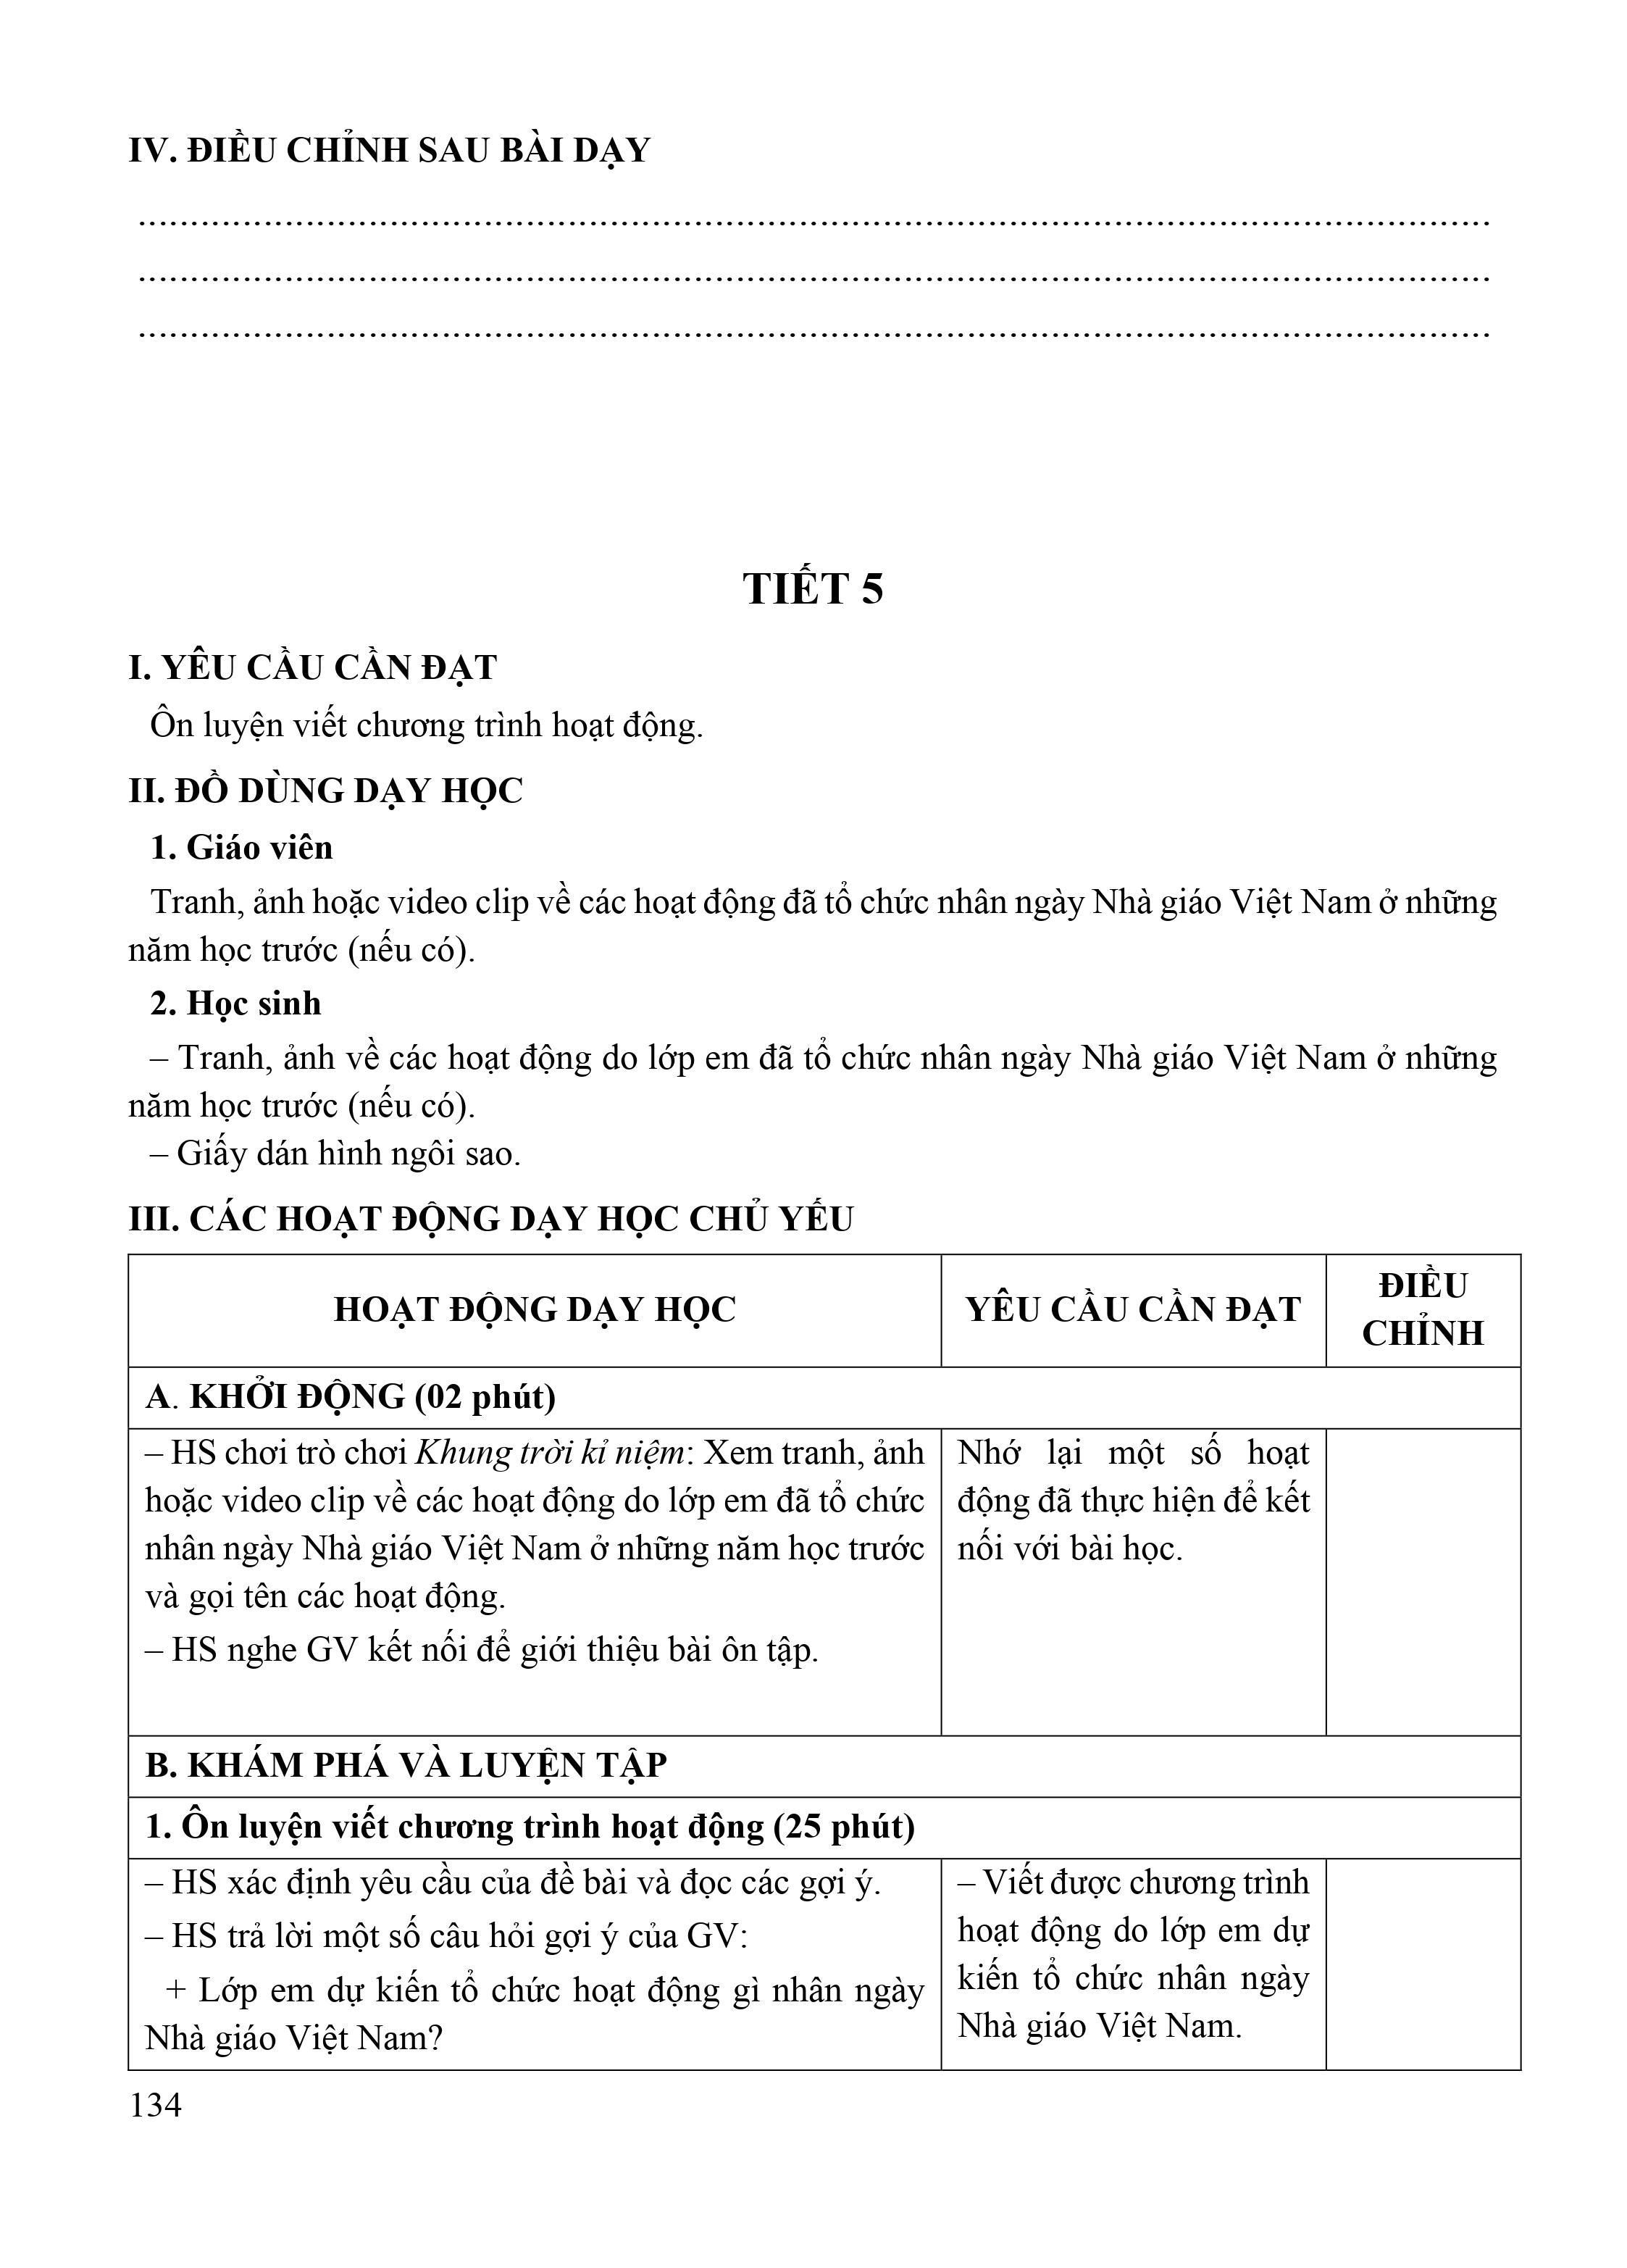 IV. ĐIỀU CHỈNH SAU BÀI DẠY
................................................................................................................................
................................................................................................................................
................................................................................................................................
TIẾT 5
I. YÊU CẦU CẦN ĐẠT
Ôn luyện viết chương trình hoạt động.
II. ĐỒ DÙNG DẠY HỌC
1. Giáo viên
Tranh, ảnh hoặc video clip về các hoạt động đã tổ chức nhân ngày Nhà giáo Việt Nam ở những
năm học trước (nếu có).
2. Học sinh
– Tranh, ảnh về các hoạt động do lớp em đã tổ chức nhân ngày Nhà giáo Việt Nam ở những
năm học trước (nếu có).
– Giấy dán hình ngôi sao.
III. CÁC HOẠT ĐỘNG DẠY HỌC CHỦ YẾU
HOẠT ĐỘNG DẠY HỌC
YÊU CẦU CẦN ĐẠT
ĐIỀU
CHỈNH
A. KHỞI ĐỘNG (02 phút)
– HS chơi trò chơi Khung trời kỉ niệm: Xem tranh, ảnh
hoặc video clip về các hoạt động do lớp em đã tổ chức
nhân ngày Nhà giáo Việt Nam ở những năm học trước
và gọi tên các hoạt động.
– HS nghe GV kết nối để giới thiệu bài ôn tập.
Nhớ lại một số hoạt
động đã thực hiện để kết
nối với bài học.
B. KHÁM PHÁ VÀ LUYỆN TẬP
1. Ôn luyện viết chương trình hoạt động (25 phút)
– HS xác định yêu cầu của đề bài và đọc các gợi ý.
– HS trả lời một số câu hỏi gợi ý của GV:
+ Lớp em dự kiến tổ chức hoạt động gì nhân ngày
Nhà giáo Việt Nam?
– Viết được chương trình
hoạt động do lớp em dự
kiến tổ chức nhân ngày
Nhà giáo Việt Nam.
134